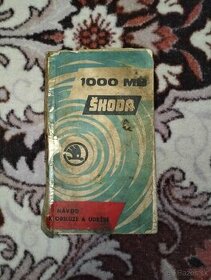 1000 MB
ŠKODA
NÁVOD
K OBSLUZE A ÚDRŽBĚ